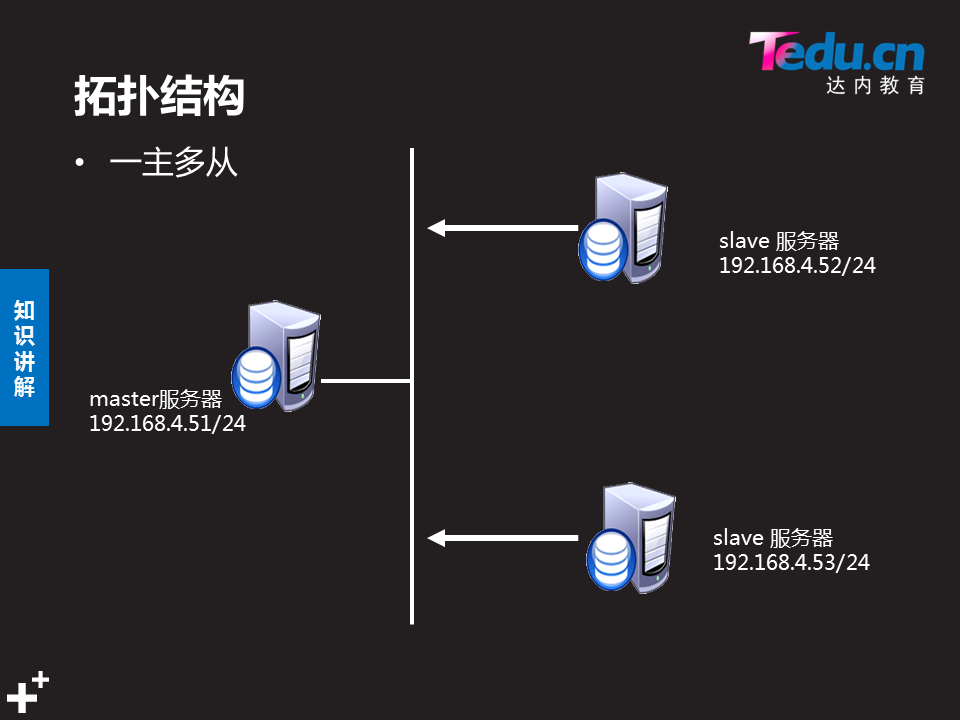 Tedu.cn
达内教育
拓扑结构
• 一主多从
slave 服务器
192.168.4.52/24
知识讲解
master服务器
192.168.4.51/24
slave 服务器
192.168.4.53/24